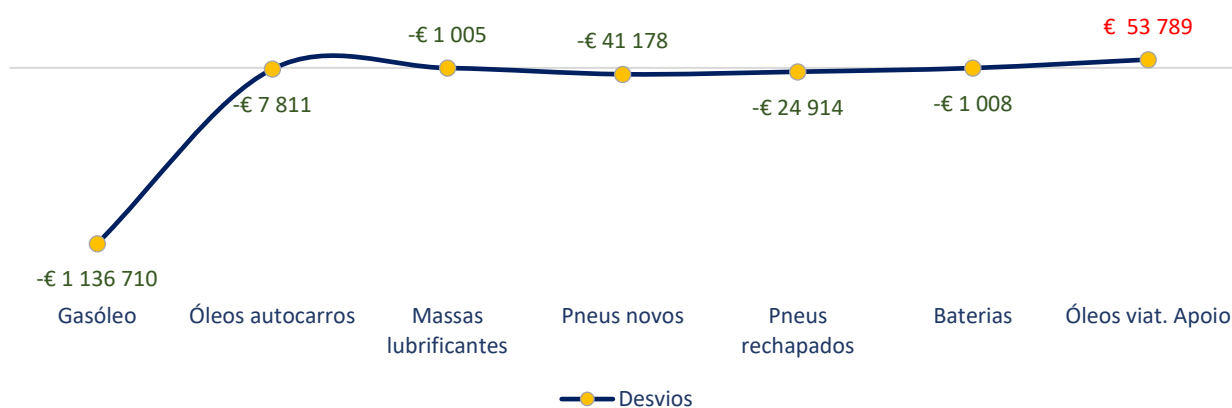 -€ 1 005
-€ 41 178
€ 53 789
-€ 7 811
-€ 24 914
-€ 1 008
-€ 1 136 710
Gasóleo
Óleos autocarros
Massas
lubrificantes
Pneus novos
Pneus
rechapados
Baterias
Óleos viat. Apoio
Desvios